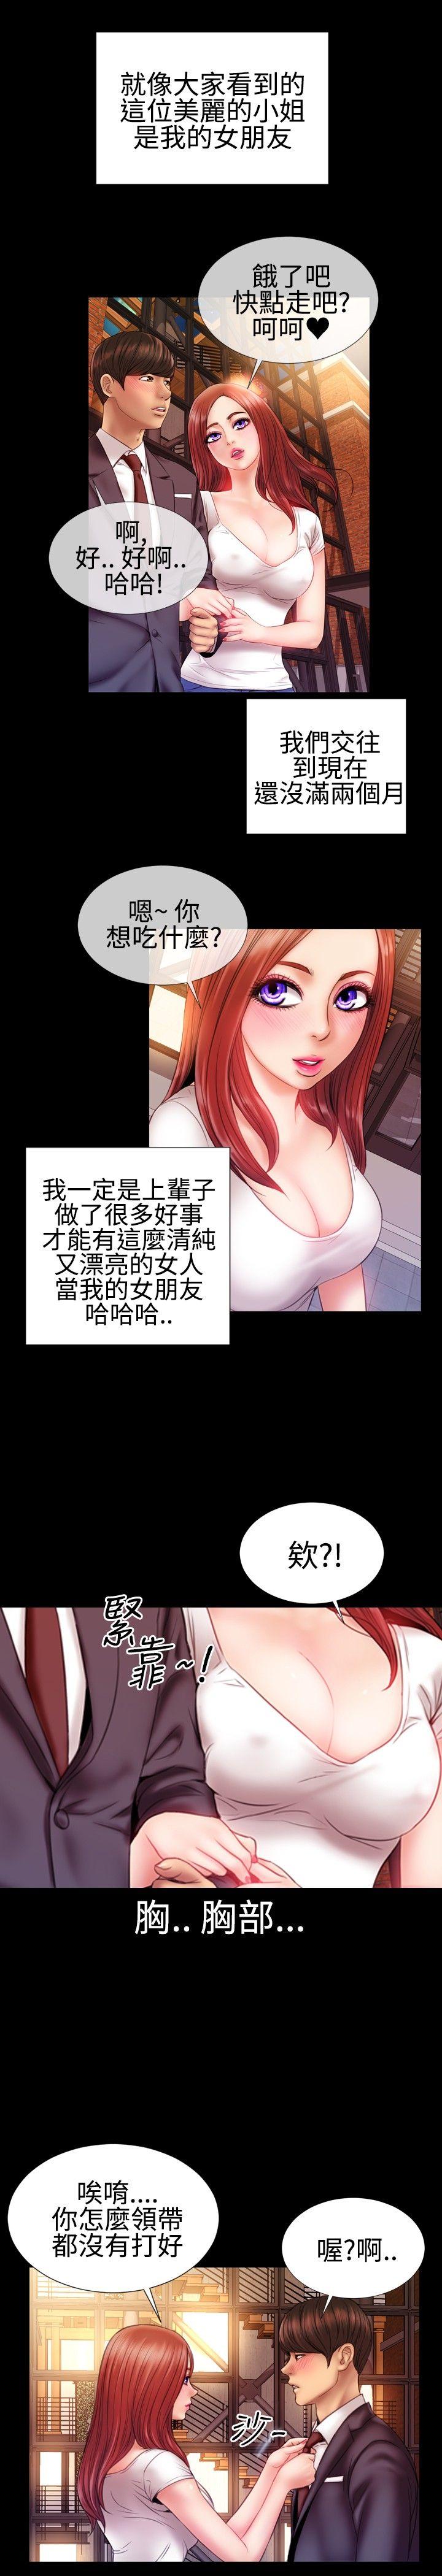 就像大家看到的
這位美麗的小姐
是我的女朋友
餓了吧
快點走吧?
呵呵♥
啊,
好.. 好啊..
哈哈!
我們交往
到現在
還沒滿兩個月
嗯~ 你
想吃什麼?
我一定是上輩子
做了很多好事
才能有這麼清純
又漂亮的女人
當我的女朋友
哈哈哈..
欸?!
緊
靠~!
胸.. 胸部...
唉唷....
你怎麼領帶
都沒有打好
喔?啊..
沙~